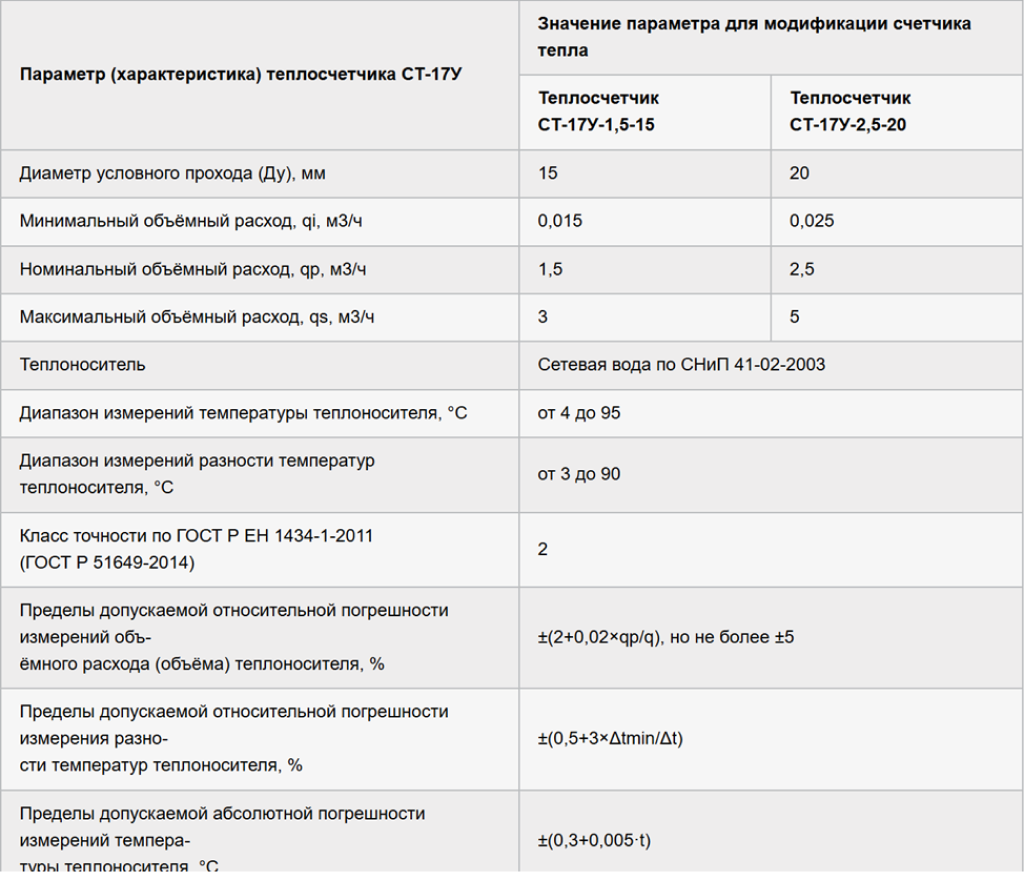 Параметр (характеристика) теплосчетчика СТ-17У
Значение параметра для модификации счетчика
тепла
Теплосчетчик
СТ-17У-1,5-15
Теплосчетчик
СТ-17У-2,5-20
Диаметр условного прохода (Ду), мм
15
20
Минимальный объёмный расход, qi, м3/ч
0,015
0,025
Номинальный объёмный расход, qp, м3/ч
1,5
2,5
Максимальный объёмный расход, qs, м3/ч
3
5
Теплоноситель
Сетевая вода по СНиП 41-02-2003
Диапазон измерений температуры теплоносителя, °С
от 4 до 95
Диапазон измерений разности температур
теплоносителя, °С
от 3 до 90
Класс точности по ГОСТ Р ЕН 1434-1-2011
(ГОСТ Р 51649-2014)
2
Пределы допускаемой относительной погрешности
измерений объ-
ёмного расхода (объёма) теплоносителя, %
±(2+0,02×qp/q), но не более ±5
Пределы допускаемой относительной погрешности
измерения разно-
сти температур теплоносителя, %
±(0,5+3×Δtmin/Δt)
Пределы допускаемой абсолютной погрешности
измерений темпера-
туры теплоносителя, °С
±(0,3+0,005·t)